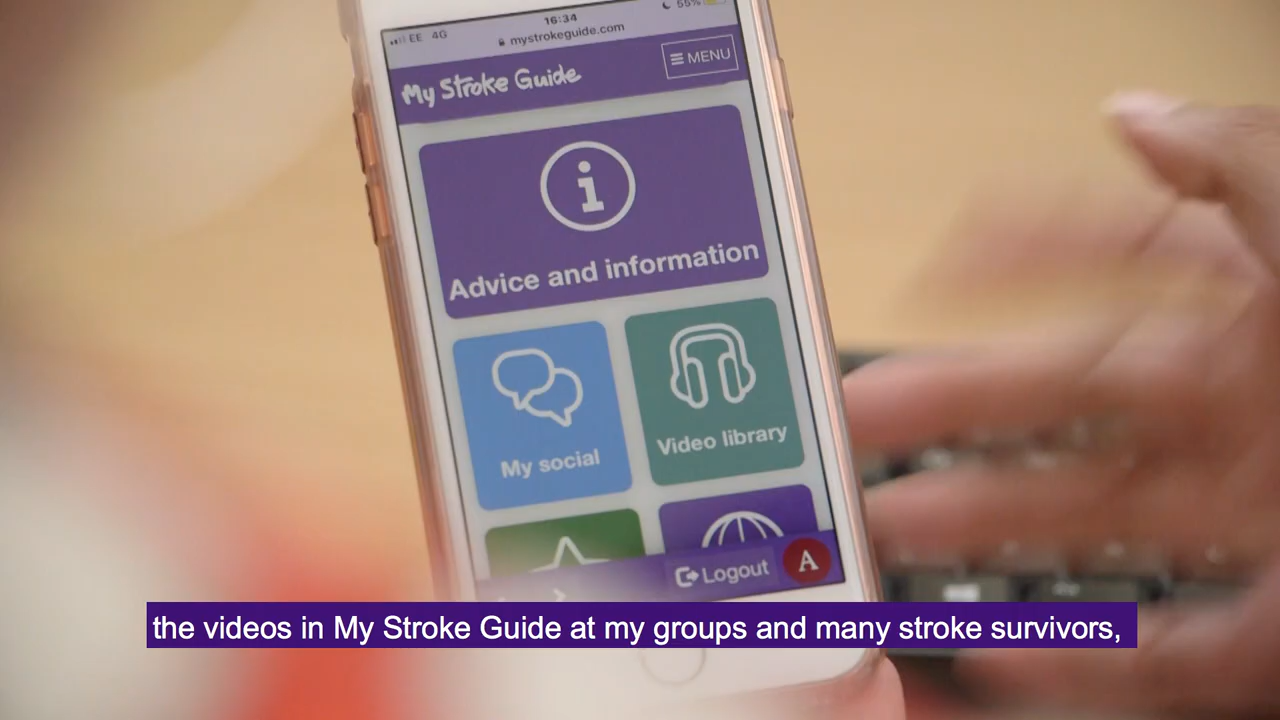 16:34
EE 4G
55%
mystrokeguide.com
My Stroke Guide
MENU
i
Advice and information
My social
Video library
Logout
A
the videos in My Stroke Guide at my groups and many stroke survivors,